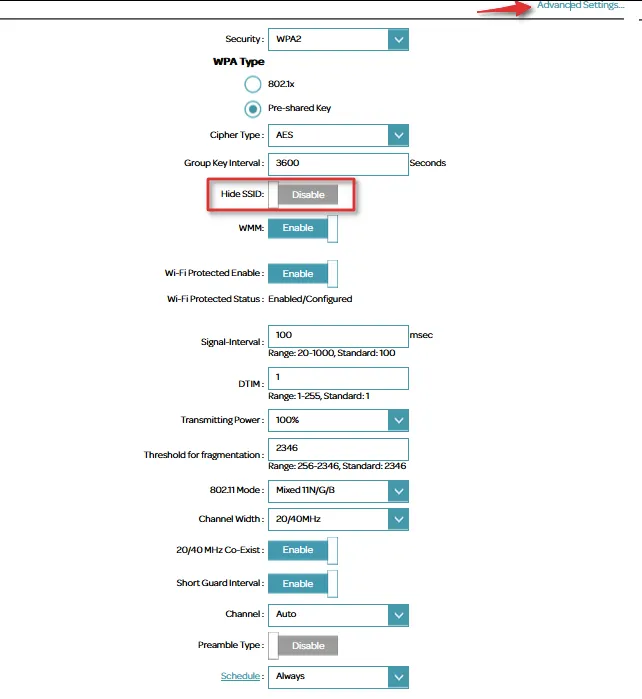 Advanced Settings...
Security : WPA2
WPA Type
802.1x
Pre-shared Key
Cipher Type : AES
Group Key Interval : 3600 Seconds
Hide SSID: Disable
WMM: Enable
Wi-Fi Protected Enable : Enable
Wi-Fi Protected Status : Enabled/Configured
Signal-Interval : 100 msec
Range: 20-1000, Standard: 100
DTIM : 1
Range: 1-255, Standard: 1
Transmitting Power : 100%
Threshold for fragmentation : 2346
Range: 256-2346, Standard: 2346
802.11 Mode : Mixed 11N/G/B
Channel Width : 20/40MHz
20/40 MHz Co-Exist : Enable
Short Guard Interval : Enable
Channel : Auto
Preamble Type : Disable
Schedule : Always